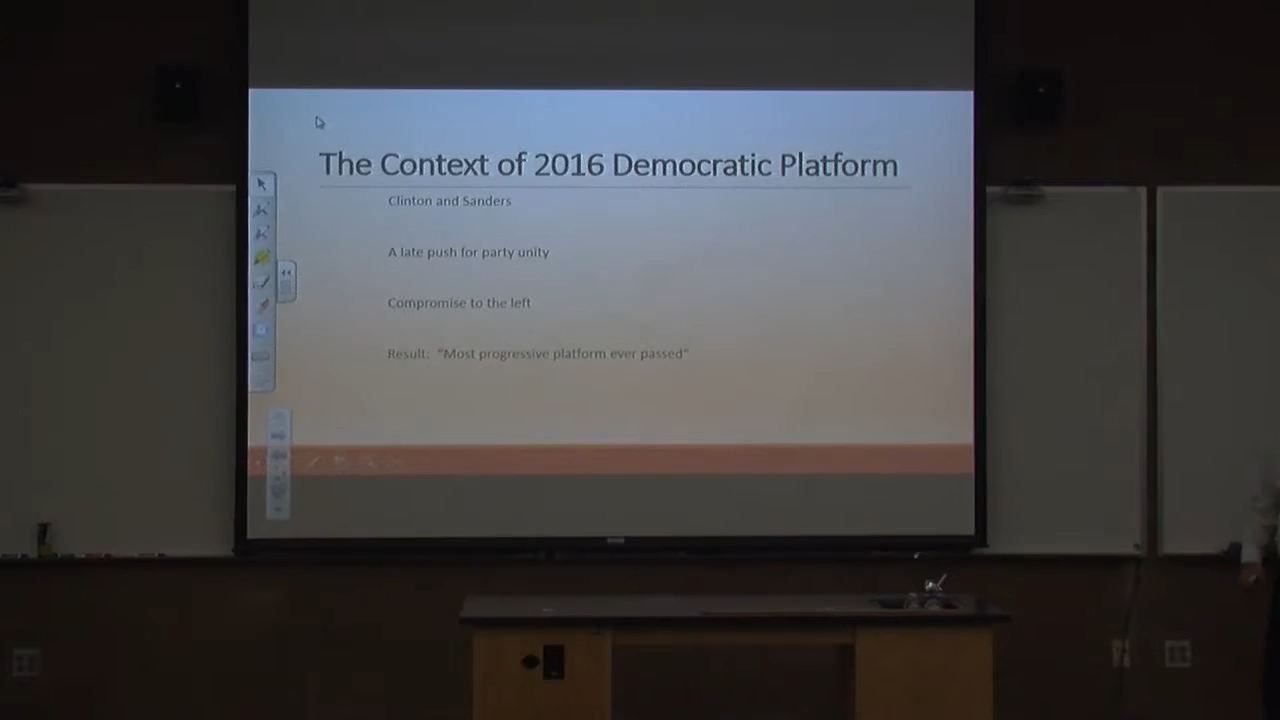 The Context of 2016 Democratic Platform
Clinton and Sanders
A late push for party unity
Compromise to the left
Result: "Most progressive platform ever passed"